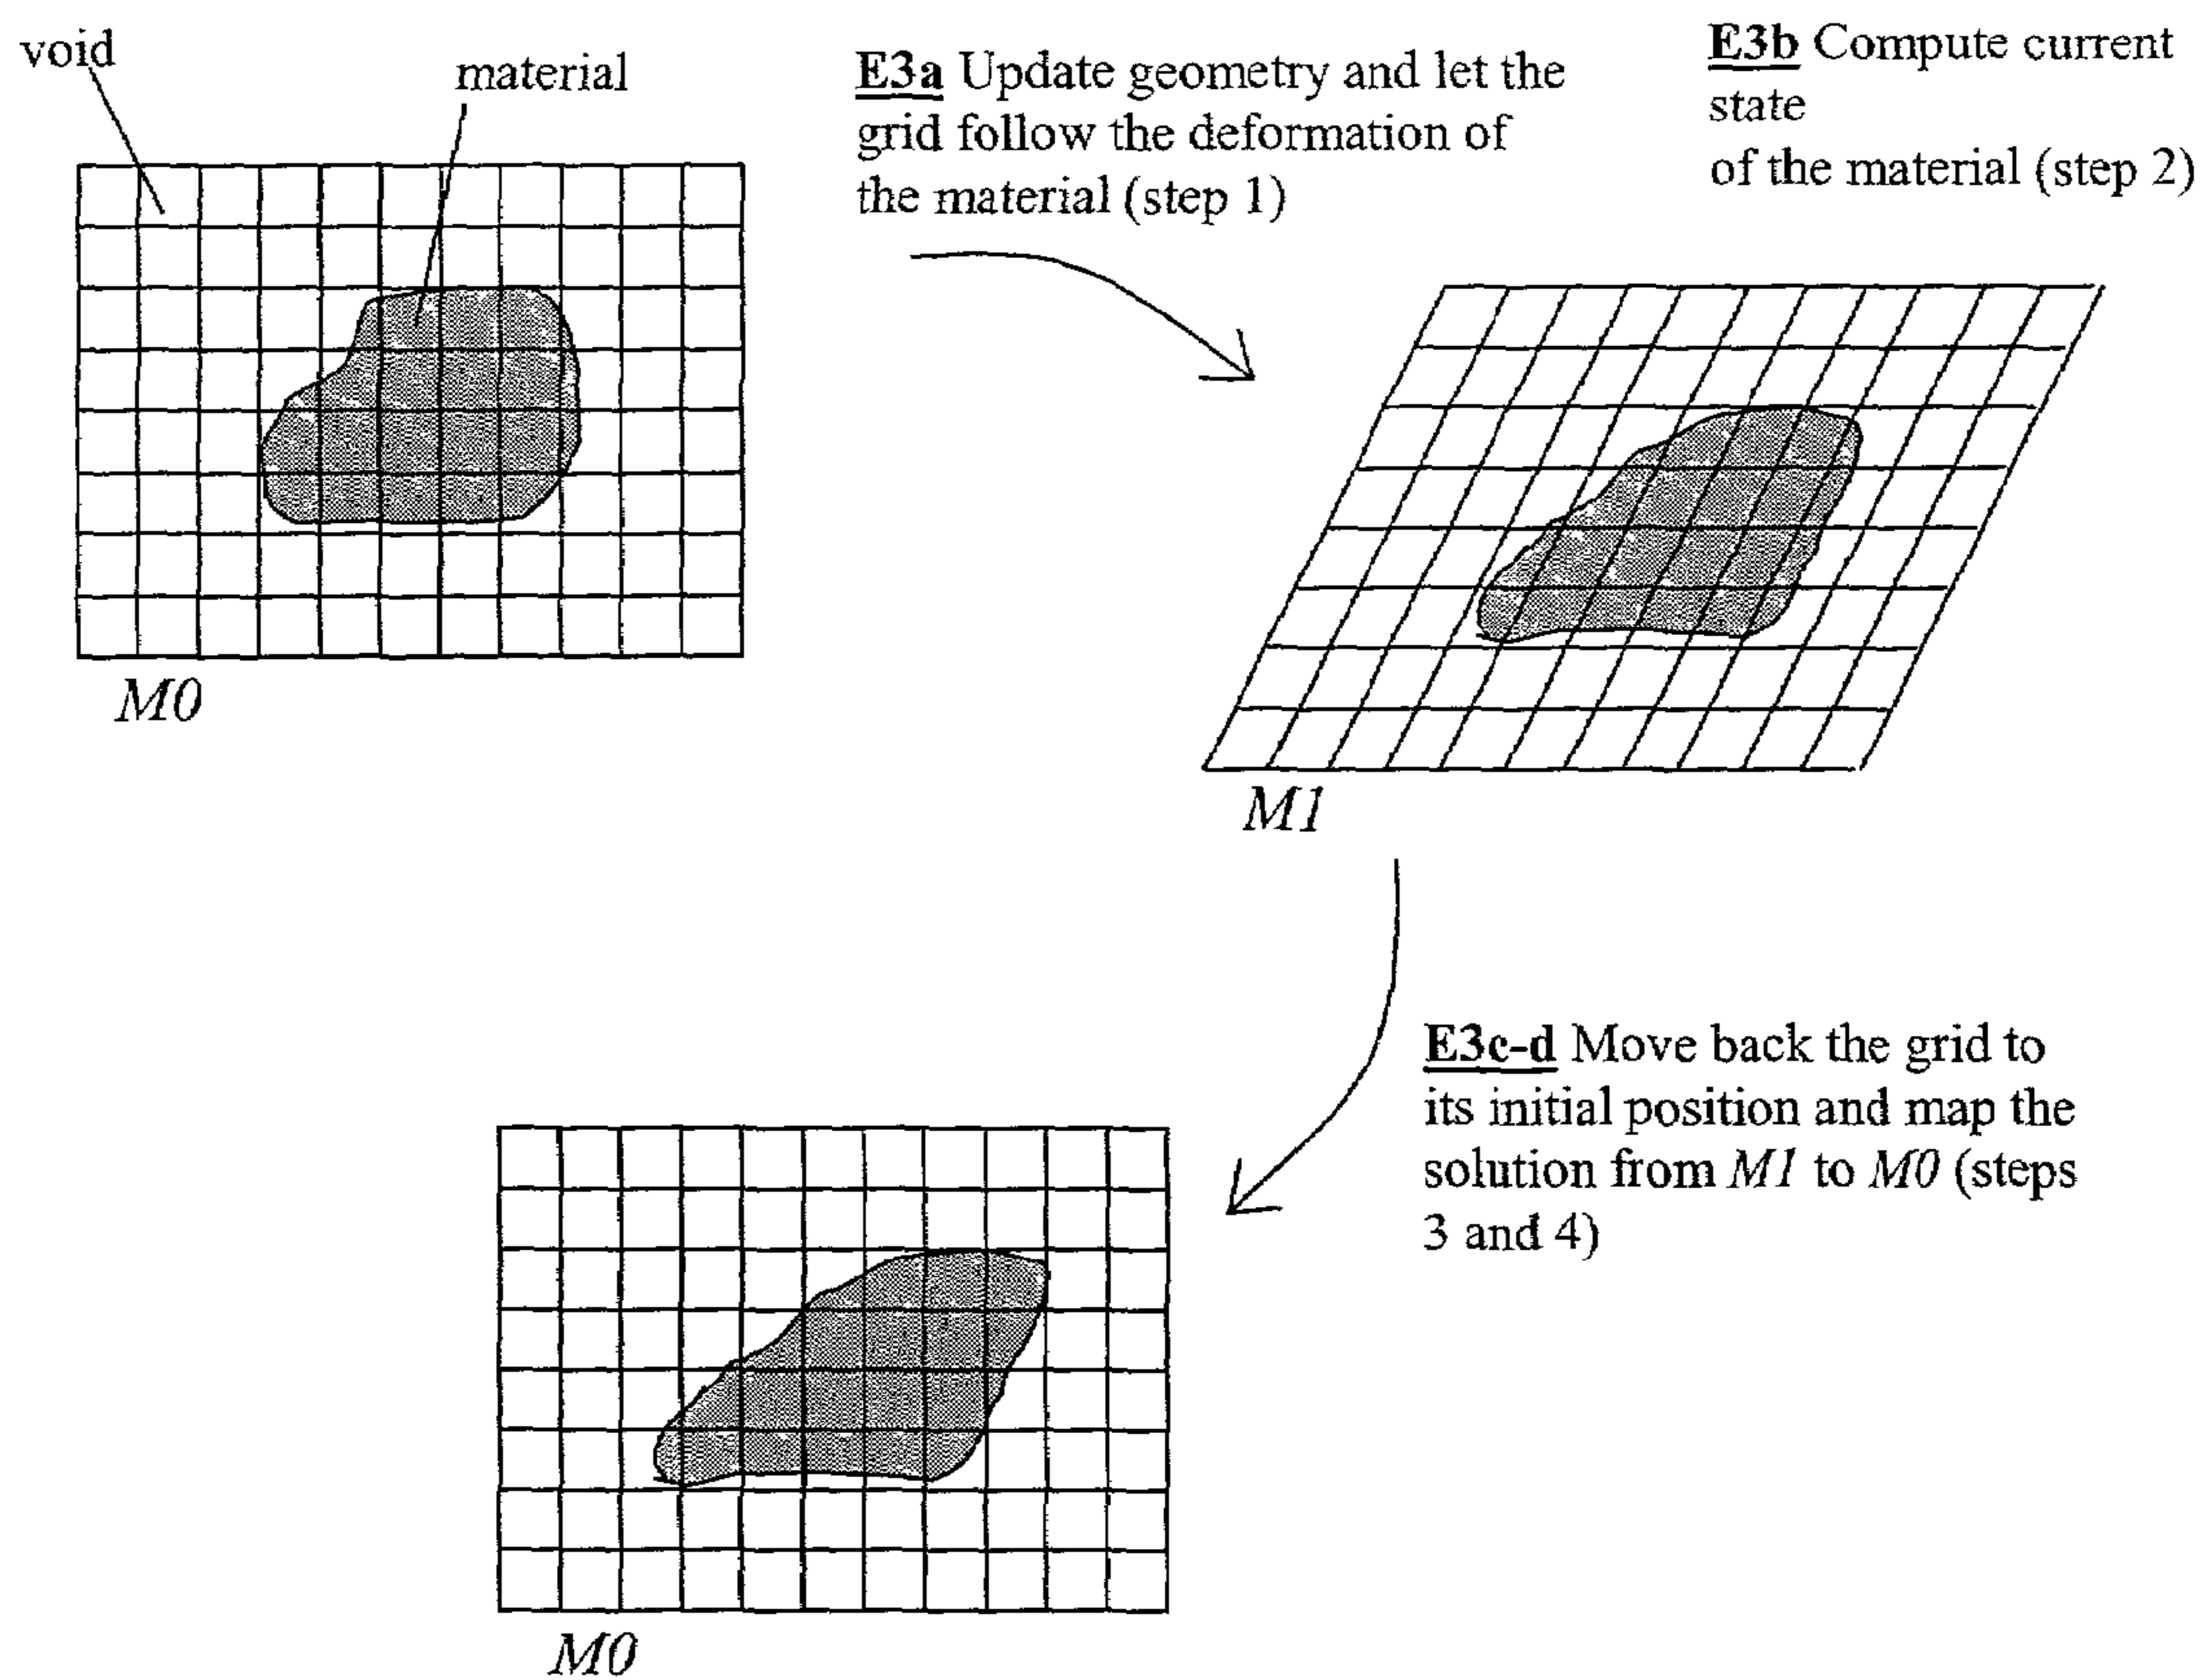 void
material
E3a Update geometry and let the
grid follow the deformation of
the material (step 1)
E3b Compute current
state
of the material (step 2)
M0
M1
E3c-d Move back the grid to
its initial position and map the
solution from M1 to M0 (steps
3 and 4)
M0